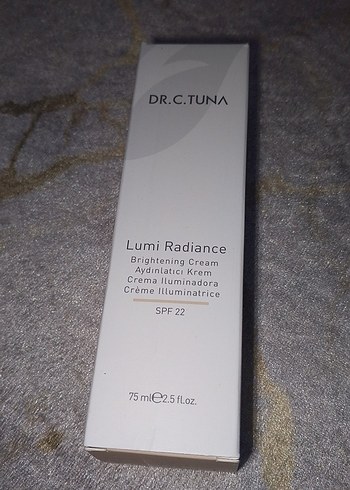 DR.C.TUNA
Lumi Radiance
Brightening Cream
Aydınlatıcı Krem
Crema Iluminadora
Crème Illuminatrice
SPF 22
75 ml℮2.5 fl.oz.